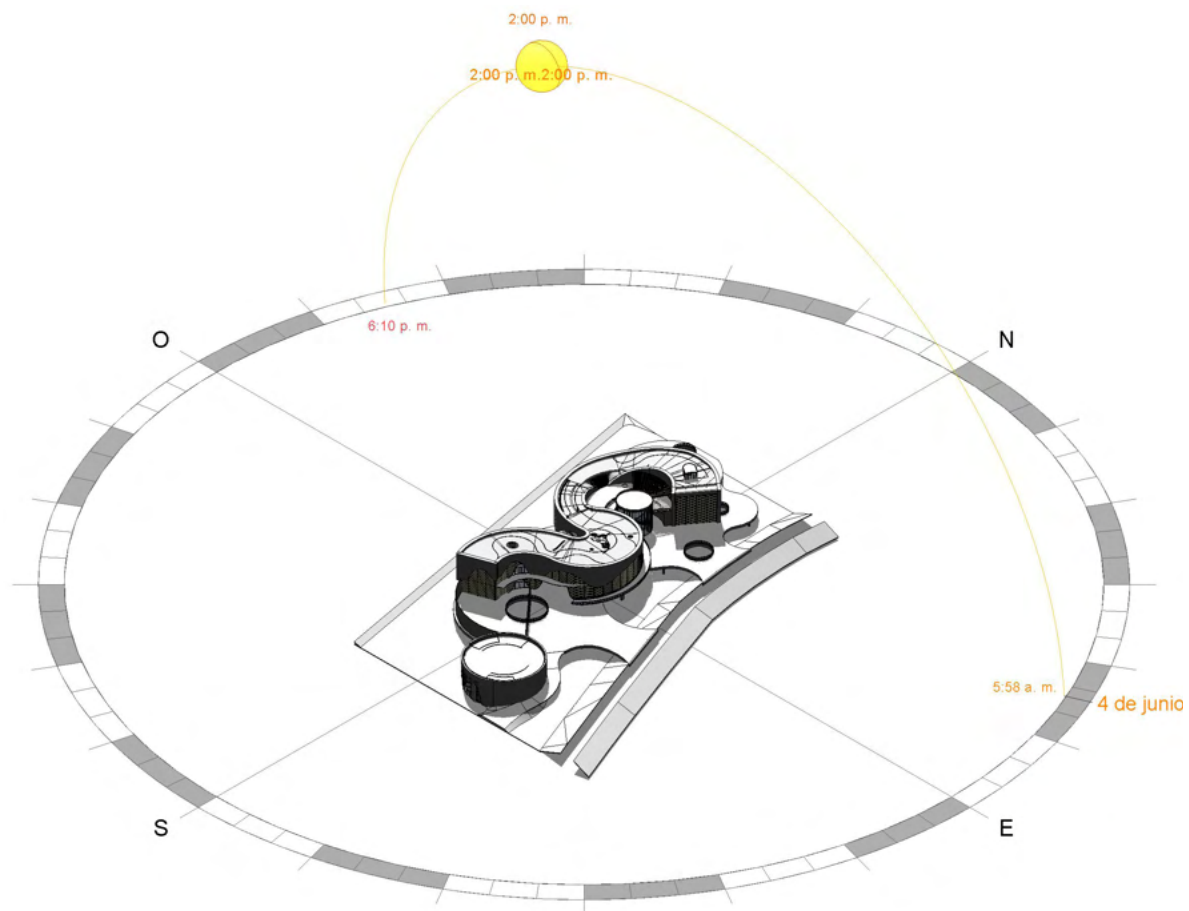 2:00 p. m.
2:00 p. m.2:00 p. m.
6:10 p. m.
O
N
5:58 a. m.
4 de junio
S
E